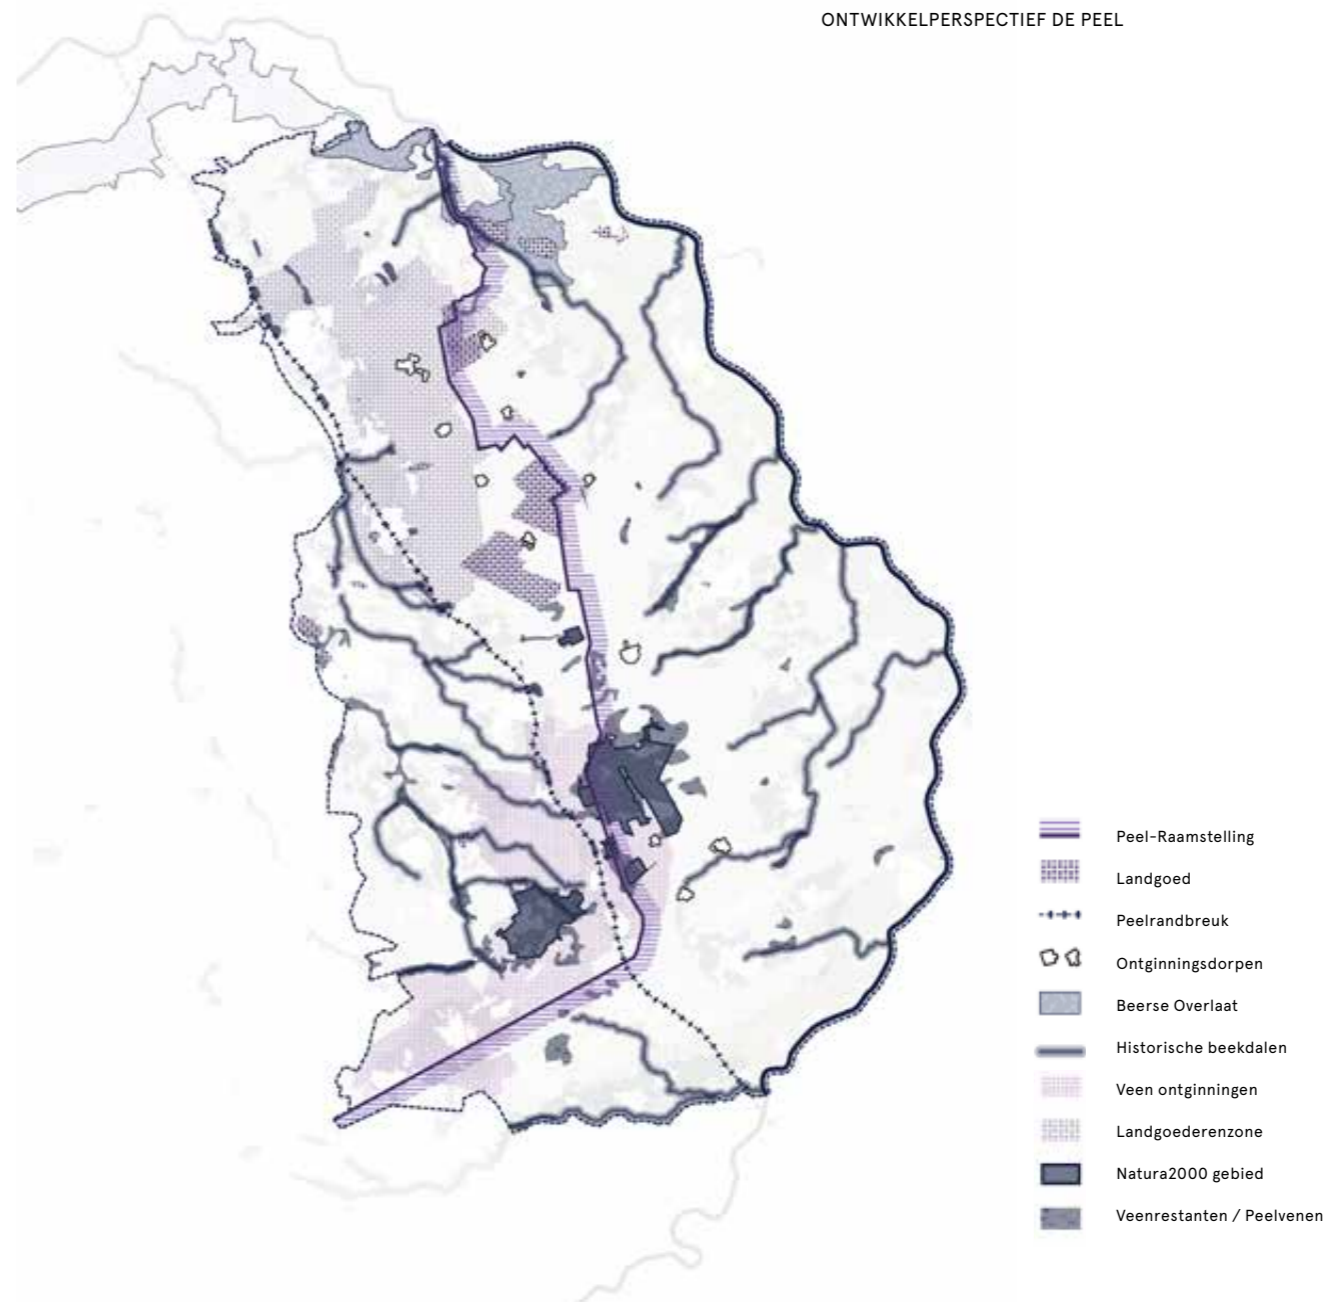 ONTWIKKELPERSPECTIEF DE PEEL
Peel-Raamstelling
Landgoed
Peelrandbreuk
Ontginningsdorpen
Beerse Overlaat
Historische beekdalen
Veen ontginningen
Landgoederenzone
Natura2000 gebied
Veenrestanten / Peelvenen